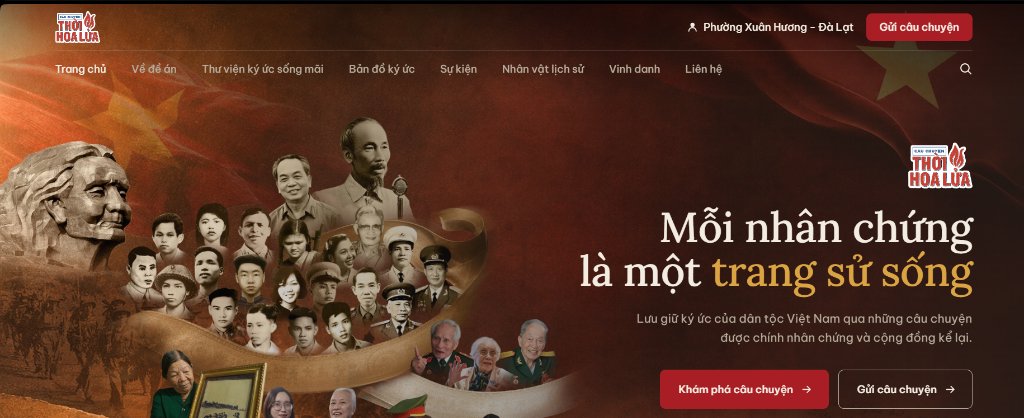 CÂU CHUYỆN
THỜI
HOA LỬA
Phường Xuân Hương - Đà Lạt
Gửi câu chuyện
Trang chủ
Về đề án
Thư viện ký ức sống mãi
Bản đồ ký ức
Sự kiện
Nhân vật lịch sử
Vinh danh
Liên hệ
CÂU CHUYỆN
THỜI
HOA LỬA
Mỗi nhân chứng
là một trang sử sống
Lưu giữ ký ức của dân tộc Việt Nam qua những câu chuyện
được chính nhân chứng và cộng đồng kể lại.
Khám phá câu chuyện →
Gửi câu chuyện →